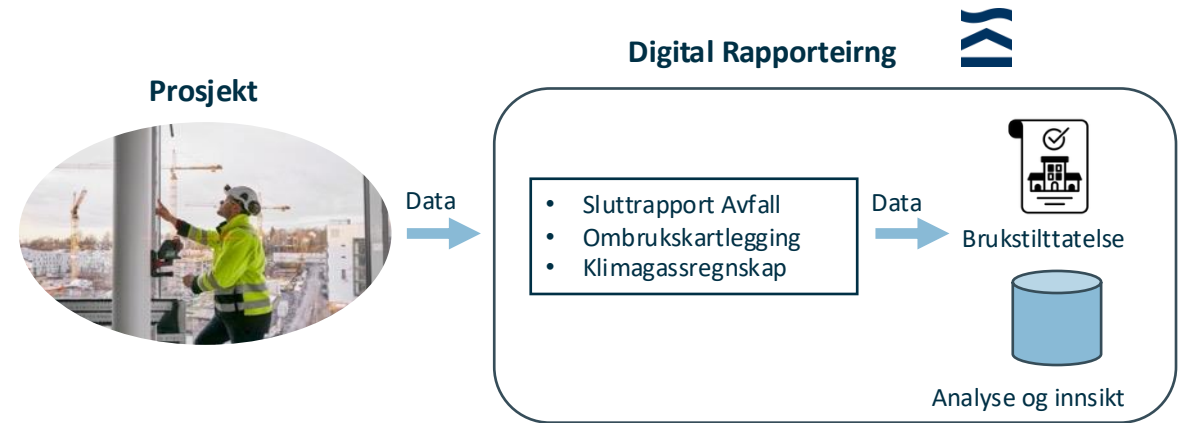 Digital Rapporteirng
Prosjekt
Data
• Sluttrapport Avfall
• Ombrukskartlegging
• Klimagassregnskap
Data
Brukstilttatelse
Analyse og innsikt